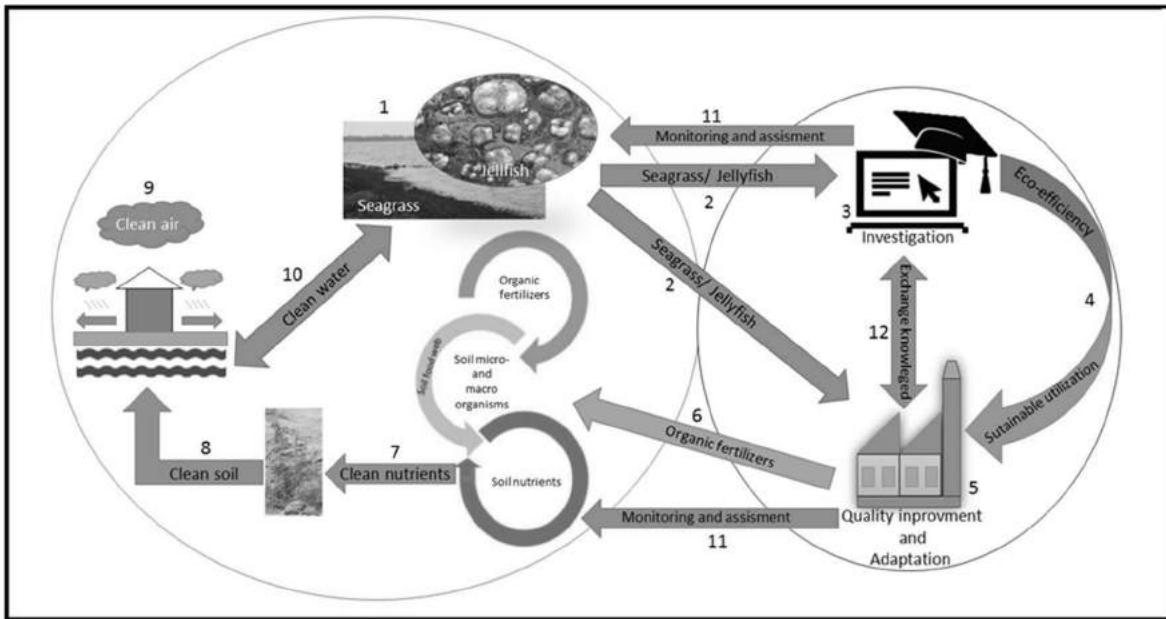 1
Jellfish
Seagrass
11
Monitoring and assisment
Seagrass/ Jellyfish
2
Seagrass/ Jellyfish
2
3
Investigation
Eco-efficiency
4
Sutainable utilization
Exchange knowleged
12
9
Clean air
10
Clean water
Organic
fertilizers
Soil food web
Soil micro-
and
macro
organisms
Soil nutrients
6
Organic fertilizers
5
Quality inprovment
and
Adaptation
Monitoring and assisment
11
7
Clean nutrients
8
Clean soil